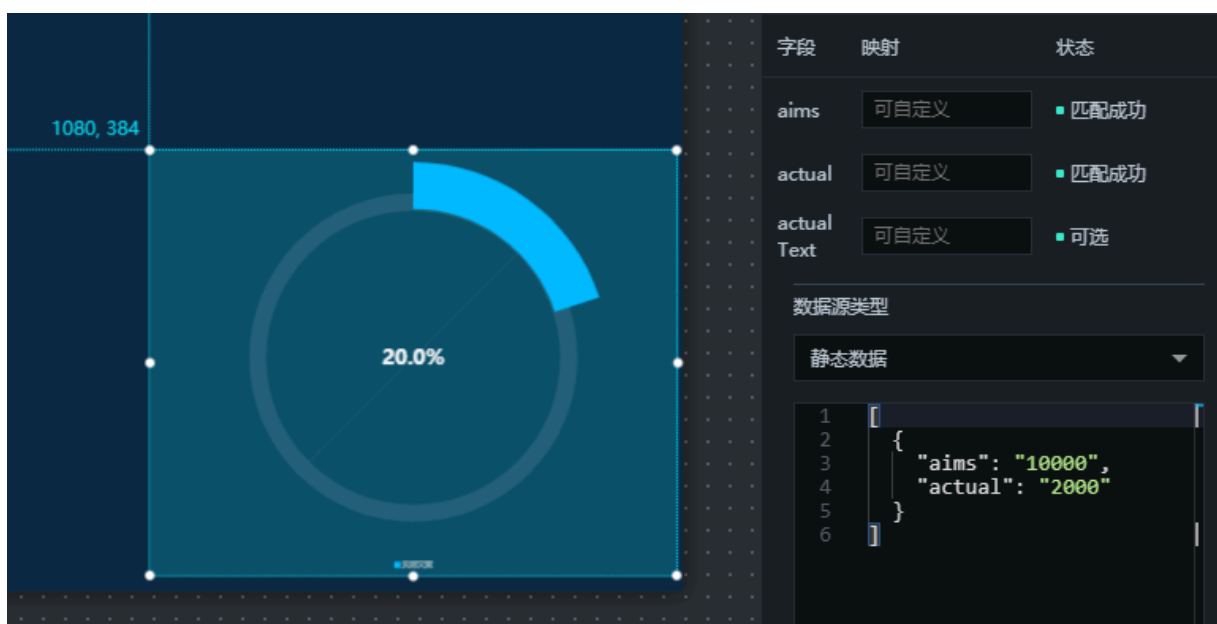 字段 映射 状态
1080, 384
aims 可自定义 匹配成功
actual 可自定义 匹配成功
actual
Text 可自定义 可选
数据源类型
静态数据
20.0%
1 [
2 {
3 "aims": "10000",
4 "actual": "2000"
5 }
6 ]